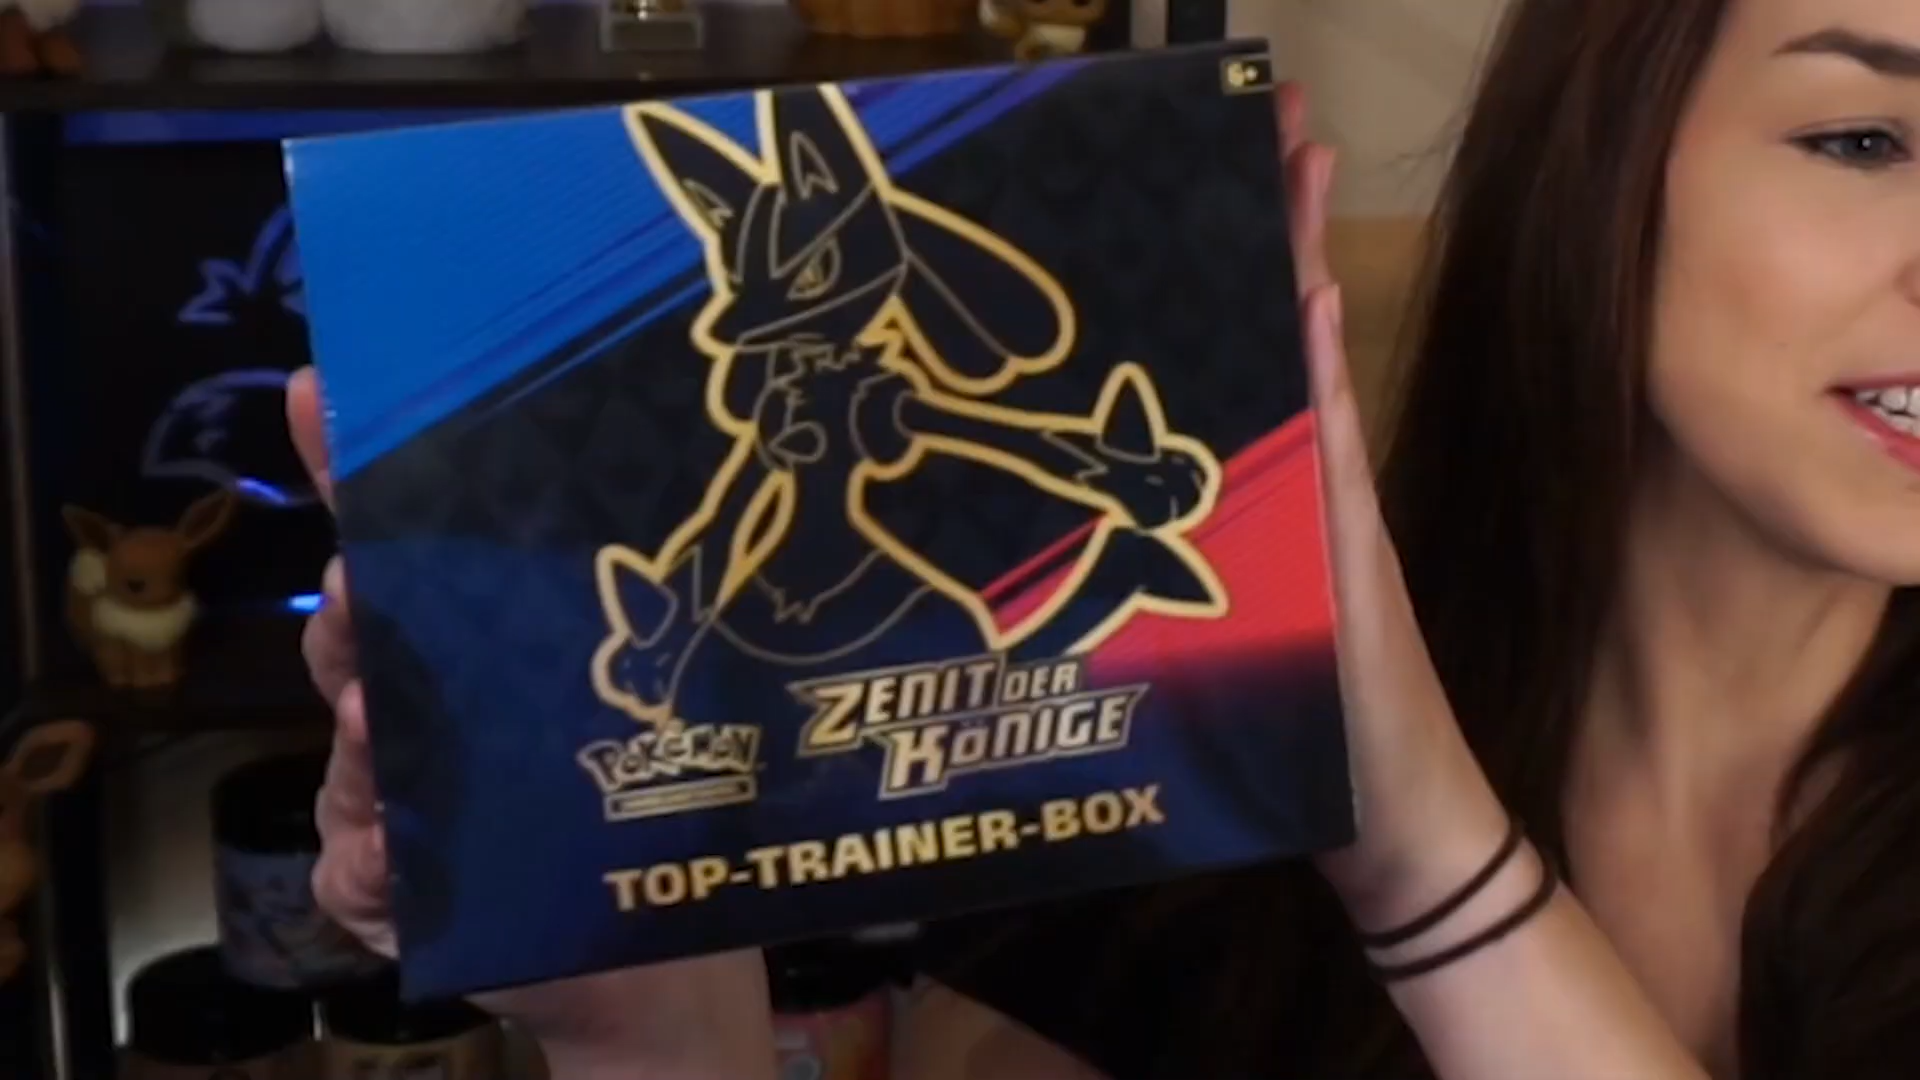 6+
POKÉMON
ZENIT DER
KÖNIGE
TOP-TRAINER-BOX